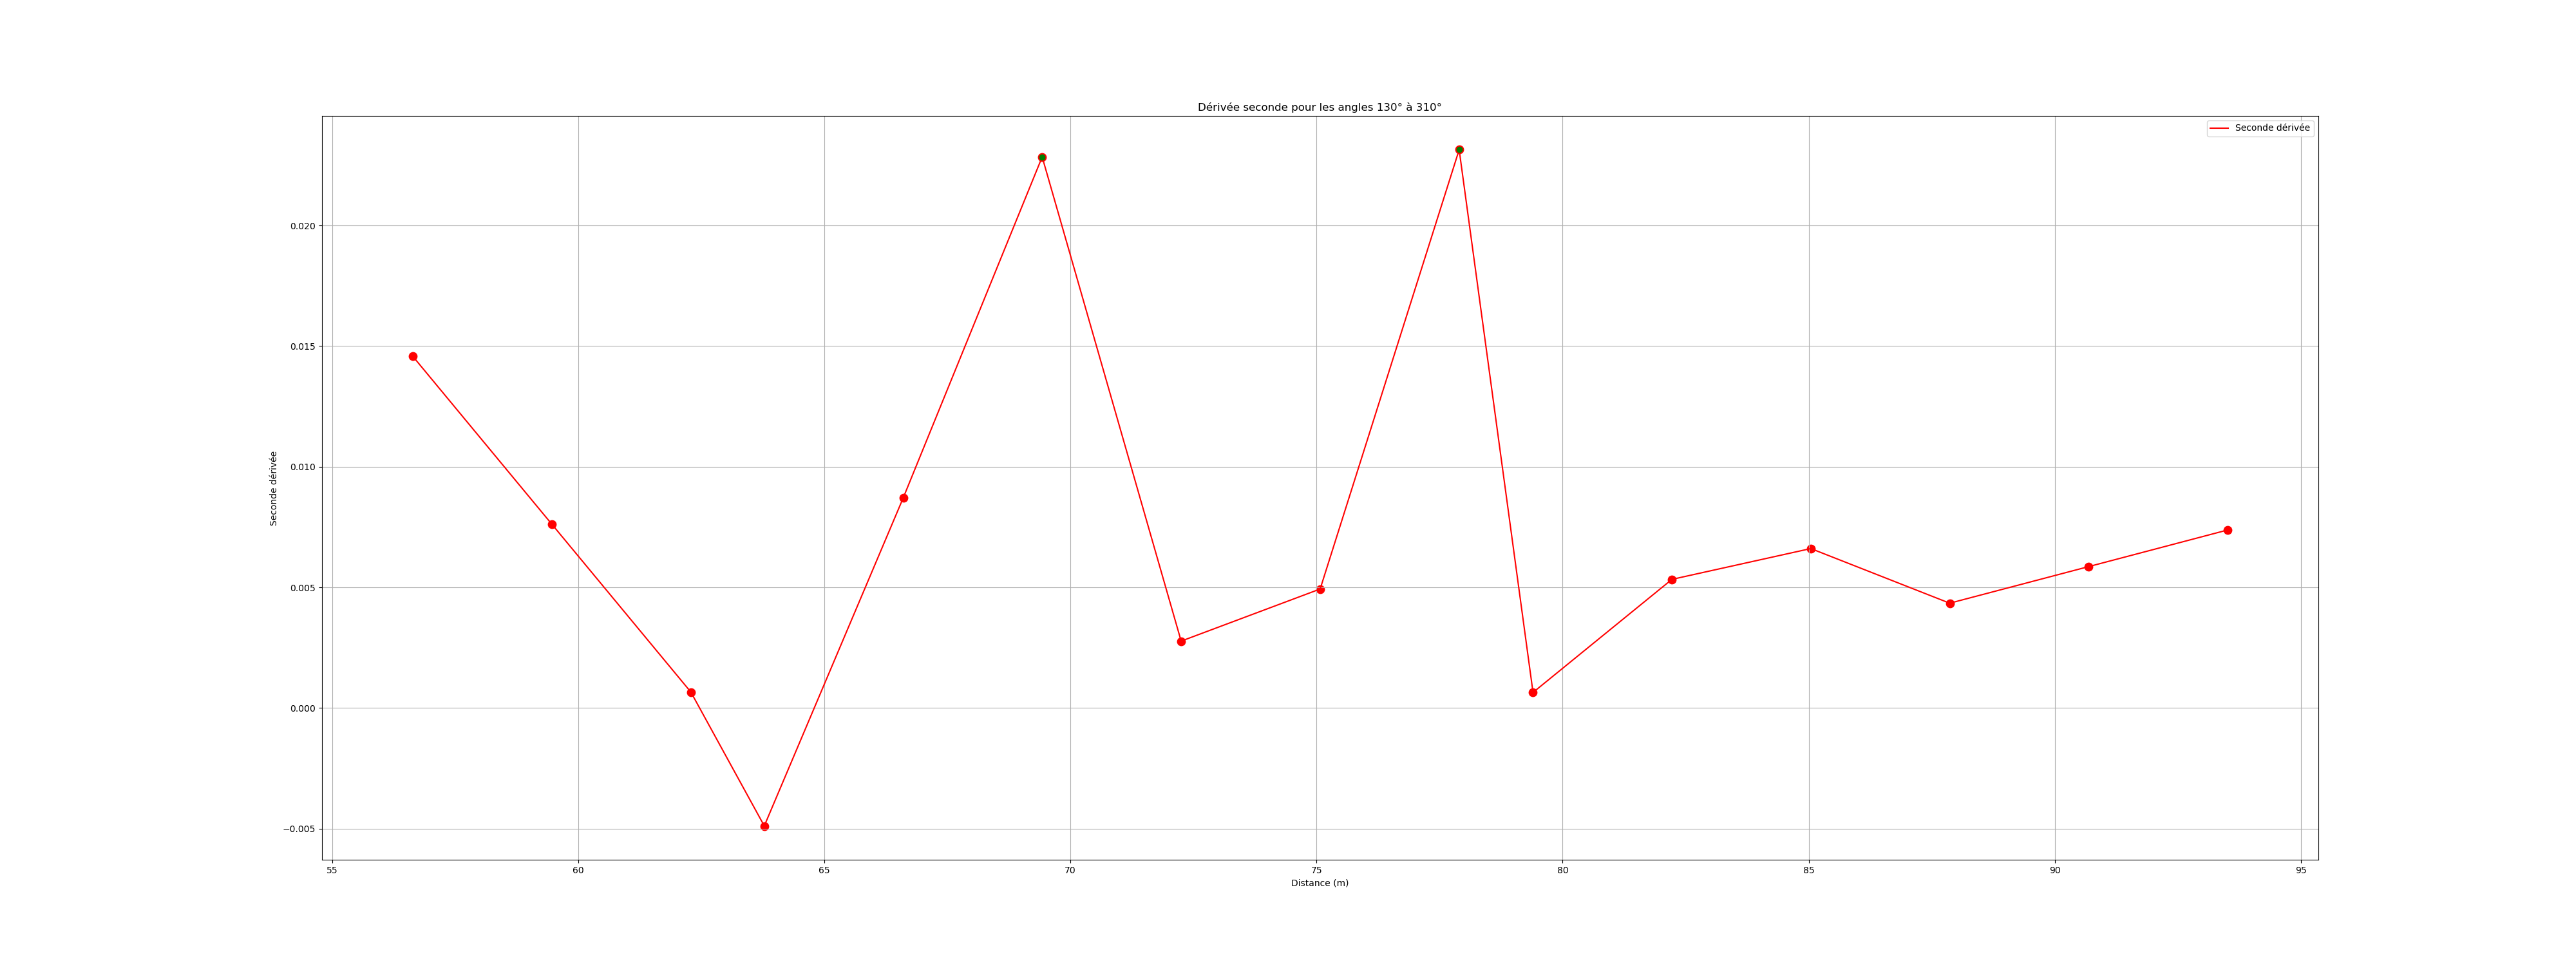 Dérivée seconde pour les angles 130° à 310°
Seconde dérivée
0.020
0.015
0.010
0.005
0.000
−0.005
Seconde dérivée
55 60 65 70 75 80 85 90 95
Distance (m)